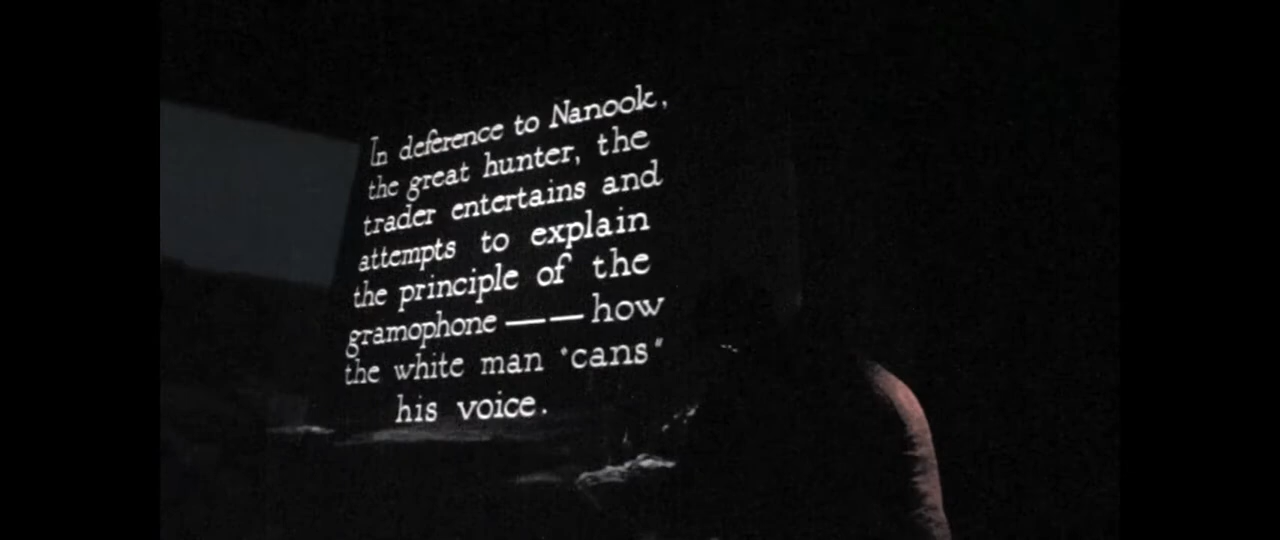 In deference to Nanook,
the great hunter, the
trader entertains and
attempts to explain
the principle of the
gramophone —— how
the white man "cans"
his voice.